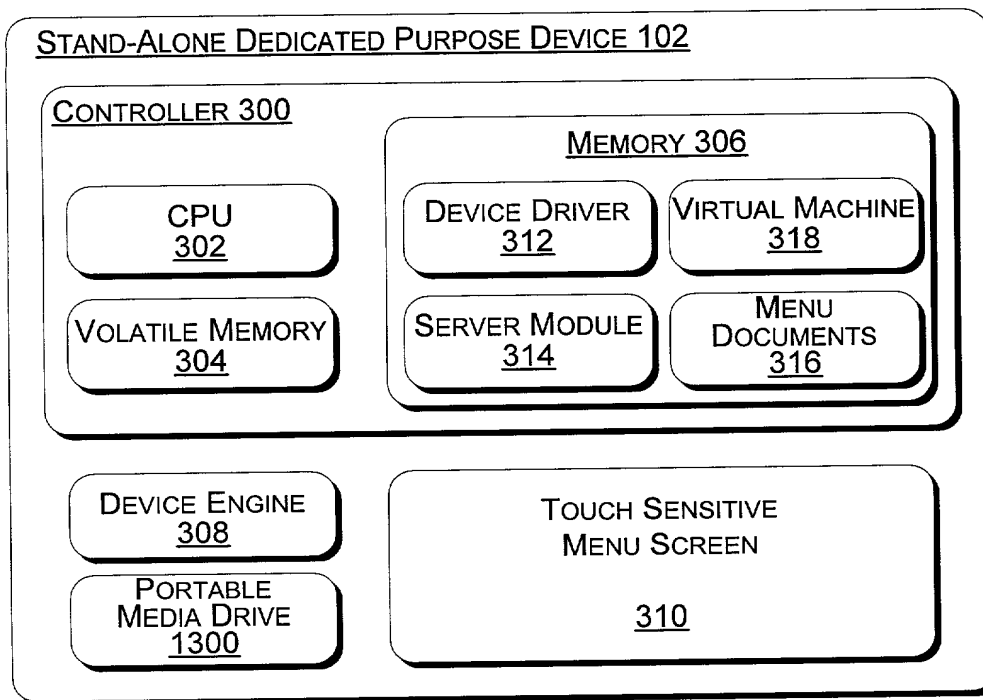 STAND-ALONE DEDICATED PURPOSE DEVICE 102
CONTROLLER 300
CPU
302
VOLATILE MEMORY
304
MEMORY 306
DEVICE DRIVER
312
VIRTUAL MACHINE
318
SERVER MODULE
314
MENU
DOCUMENTS
316
DEVICE ENGINE
308
PORTABLE
MEDIA DRIVE
1300
TOUCH SENSITIVE
MENU SCREEN
310